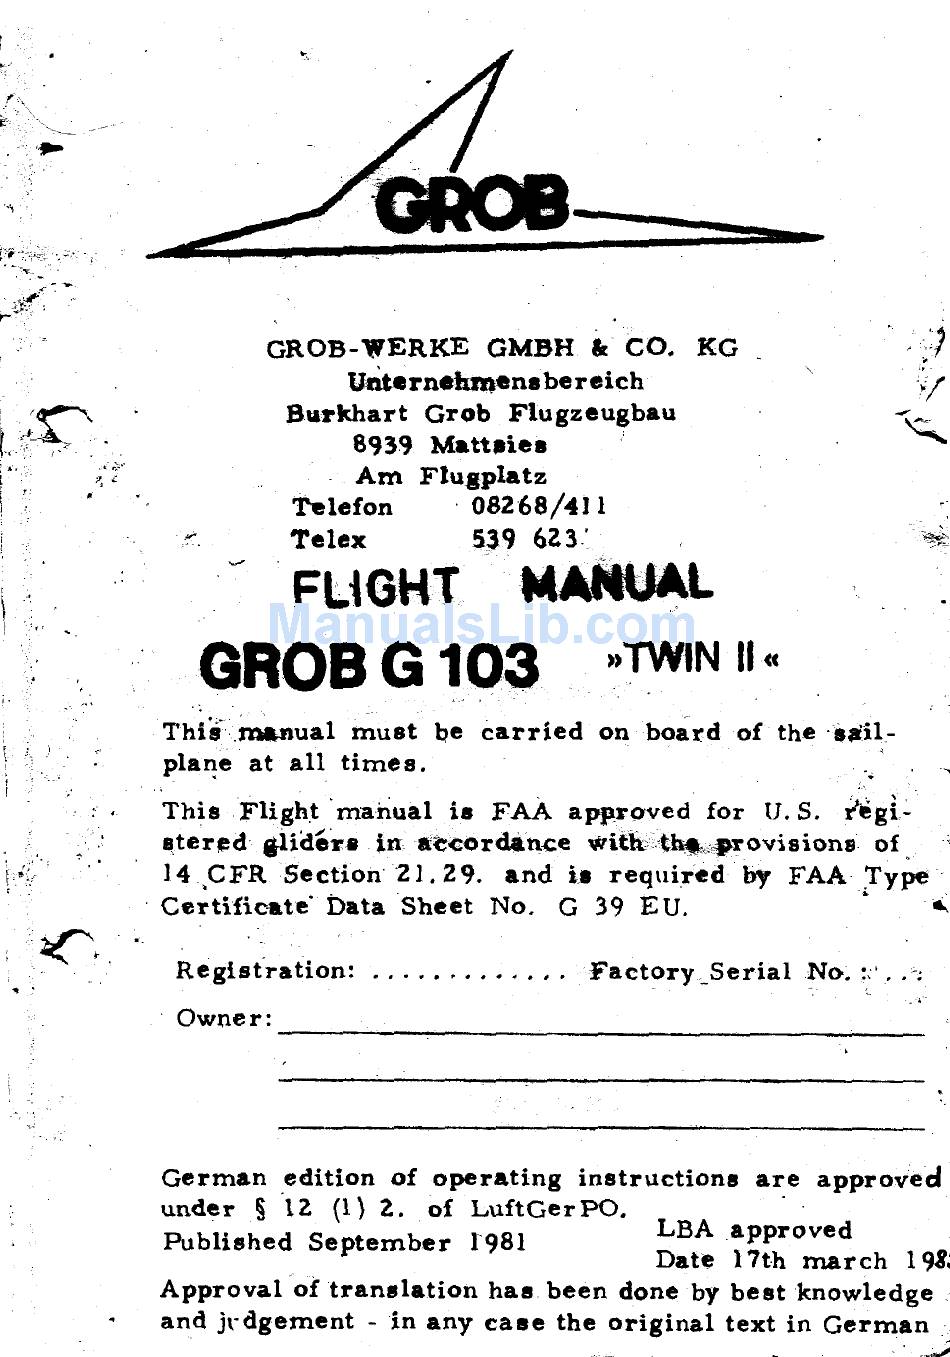 GROB
GROB-WERKE GMBH & CO. KG
Unternehmensbereich
Burkhart Grob Flugzeugbau
8939 Mattsies
Am Flugplatz
Telefon 08268/411
Telex 539 623
FLIGHT MANUAL
ManualsLib.com
GROB G 103 »TWIN II«
This manual must be carried on board of the sail-
plane at all times.
This Flight manual is FAA approved for U.S. regi-
stered gliders in accordance with the provisions of
14 CFR Section 21.29. and is required by FAA Type
Certificate Data Sheet No. G 39 EU.
Registration: ............. Factory Serial No.: ...
Owner:
German edition of operating instructions are approved
under § 12 (1) 2. of LuftGerPO.
Published September 1981
LBA approved
Date 17th march 198
Approval of translation has been done by best knowledge
and judgement - in any case the original text in German